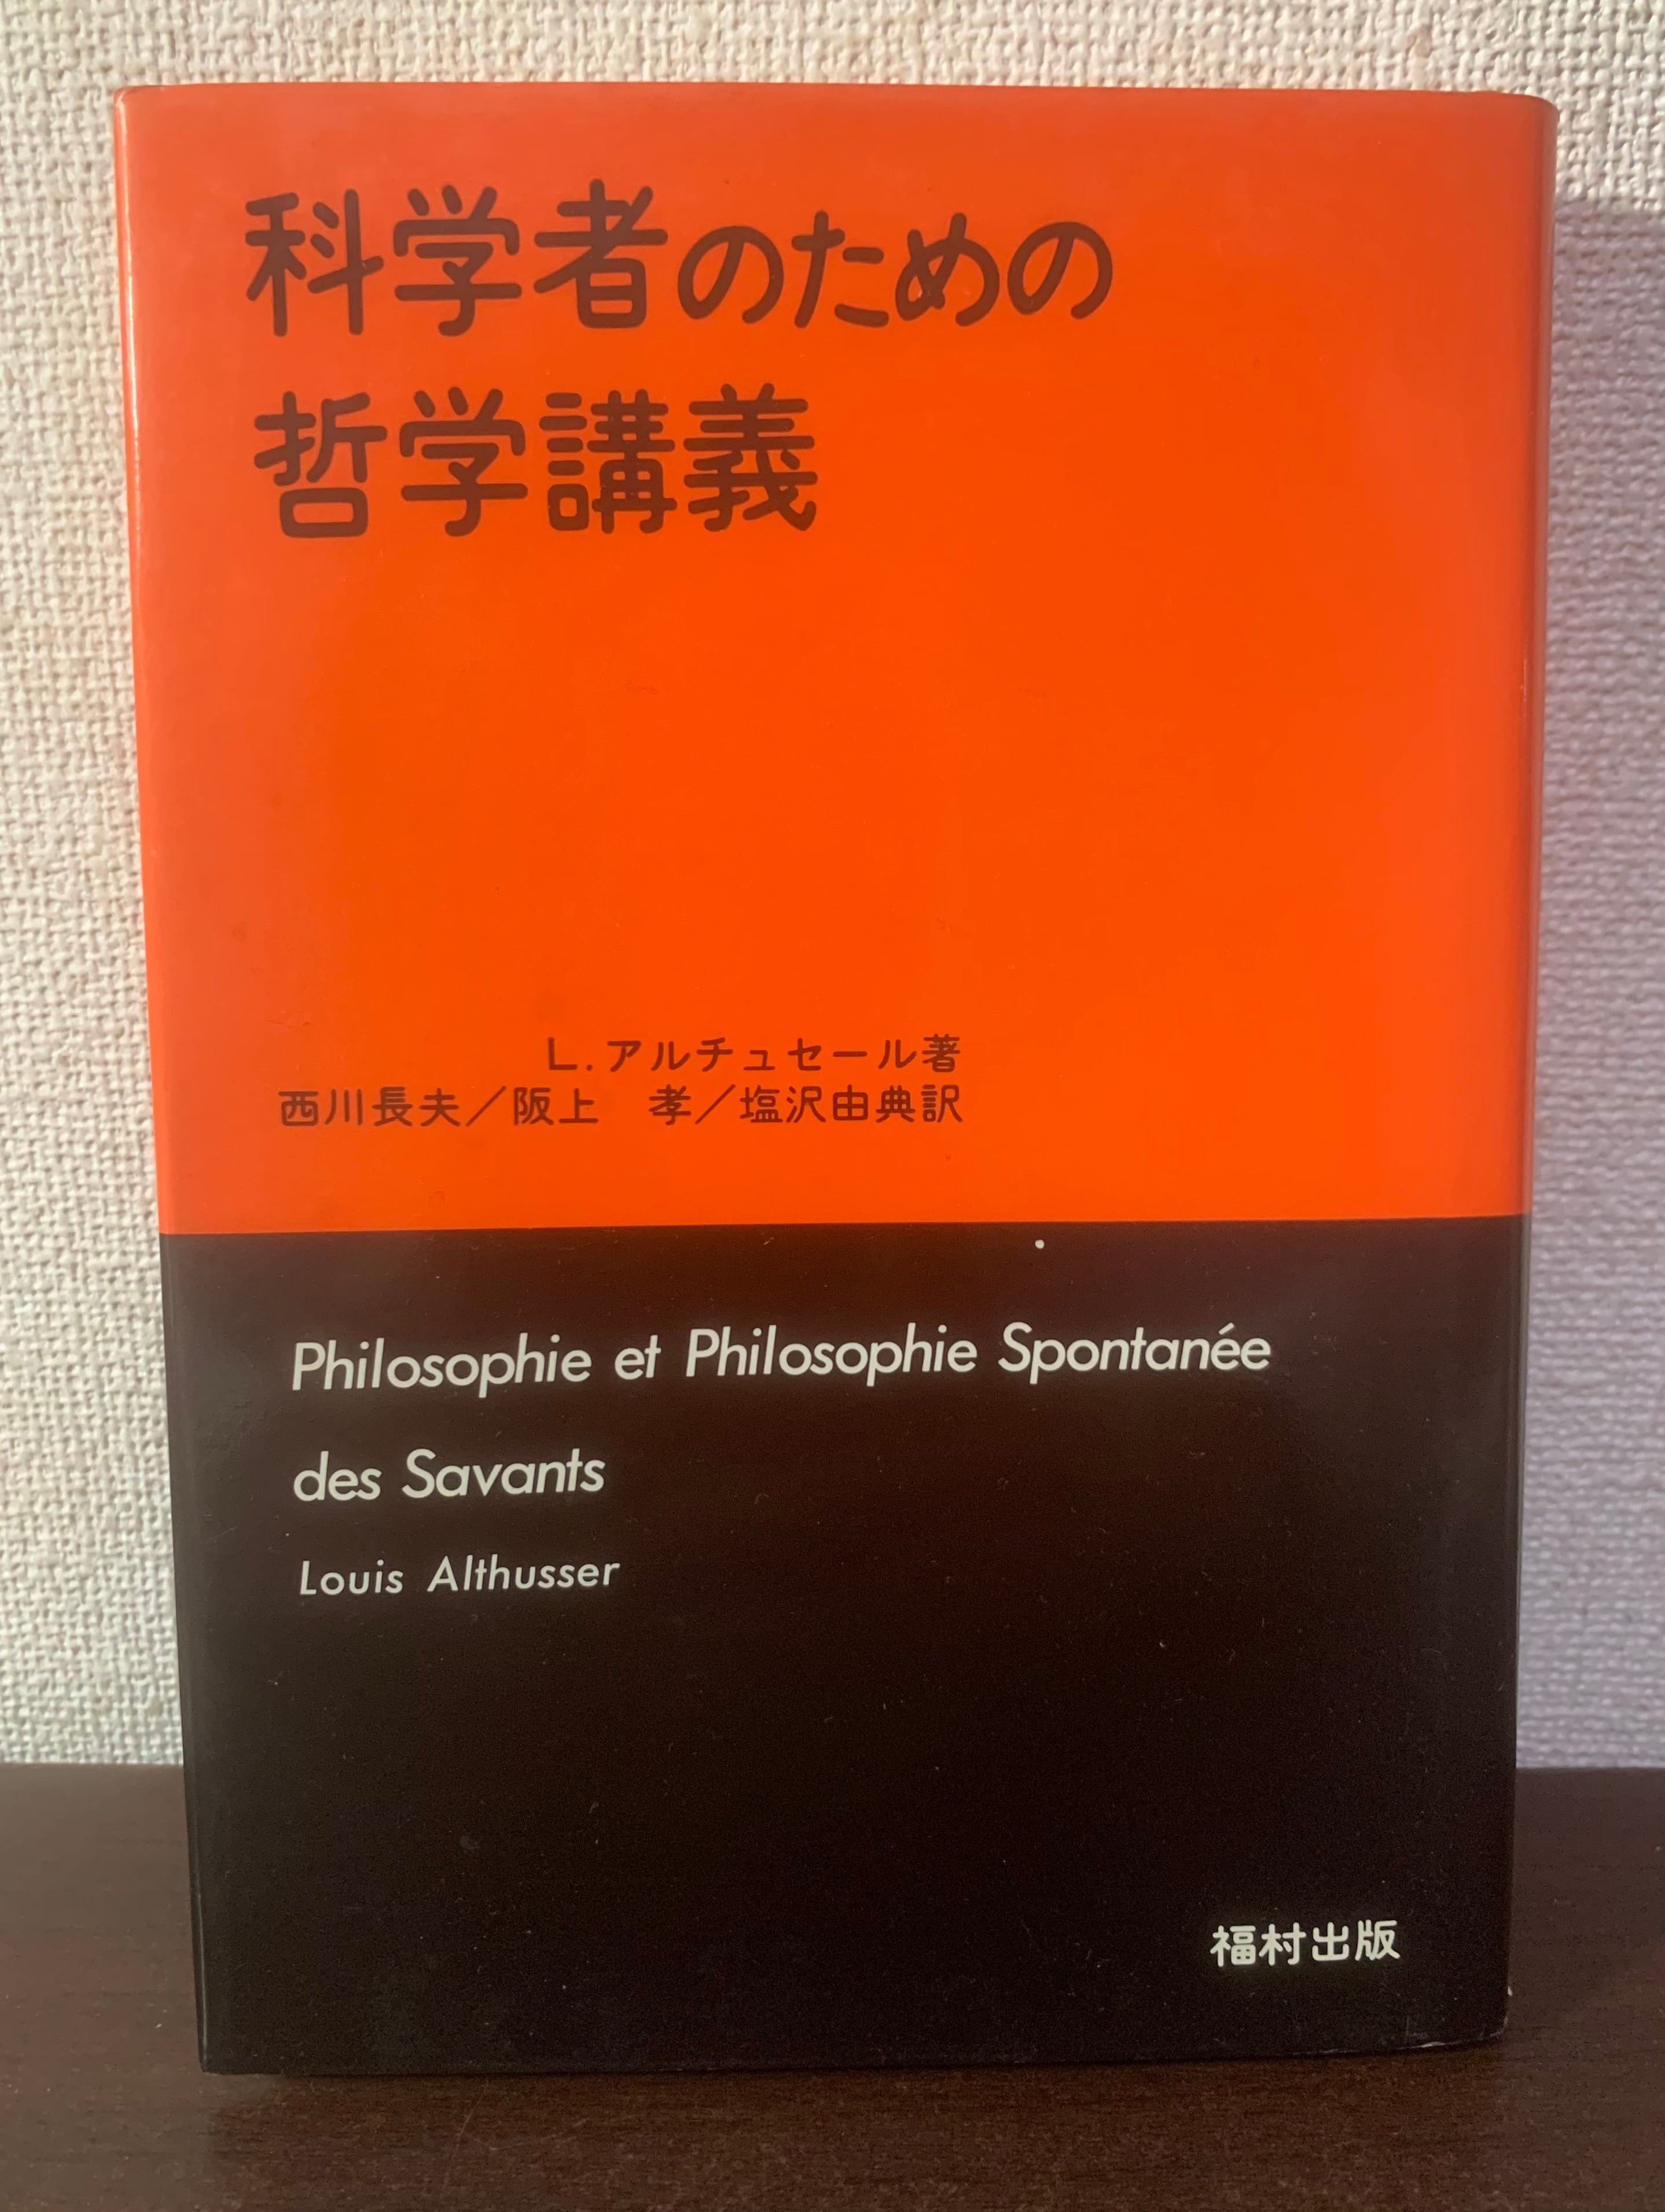 科学者のための
哲学講義
L.アルチュセール著
西川長夫／阪上　孝／塩沢由典訳
Philosophie et Philosophie Spontanée
des Savants
Louis Althusser
福村出版